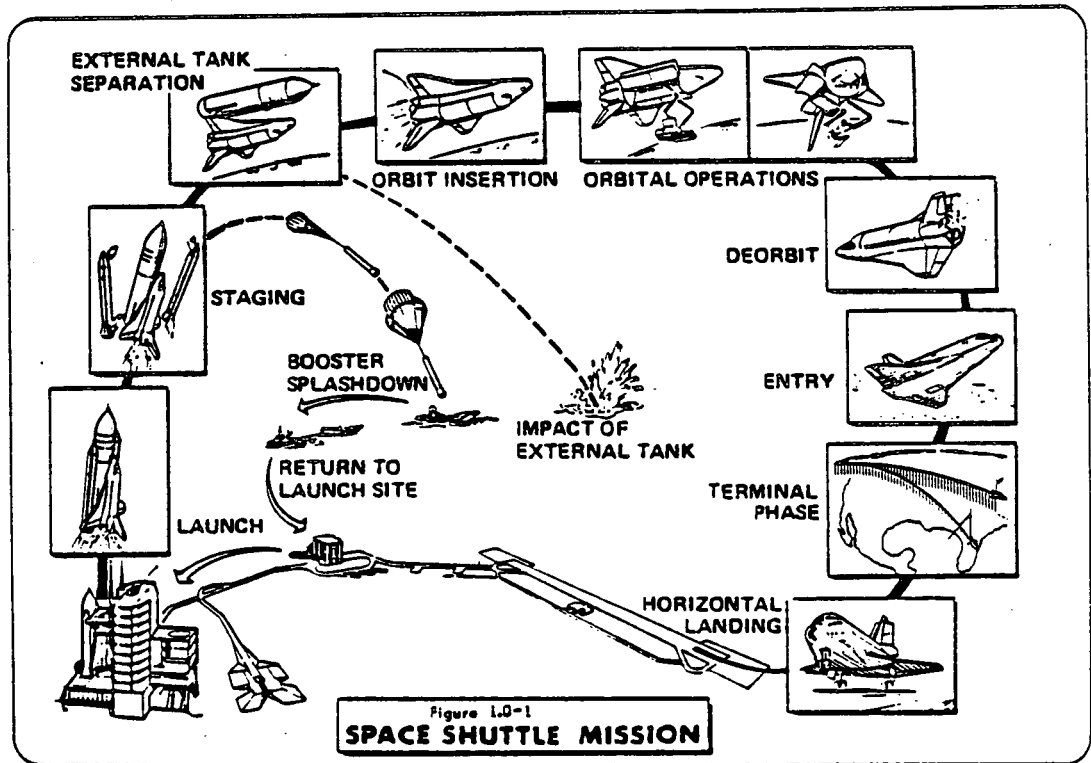 EXTERNAL TANK
SEPARATION
ORBIT INSERTION
ORBITAL OPERATIONS
DEORBIT
STAGING
BOOSTER
SPLASHDOWN
ENTRY
IMPACT OF
EXTERNAL TANK
RETURN TO
LAUNCH SITE
TERMINAL
PHASE
LAUNCH
HORIZONTAL
LANDING
Figure 1.0-1
SPACE SHUTTLE MISSION